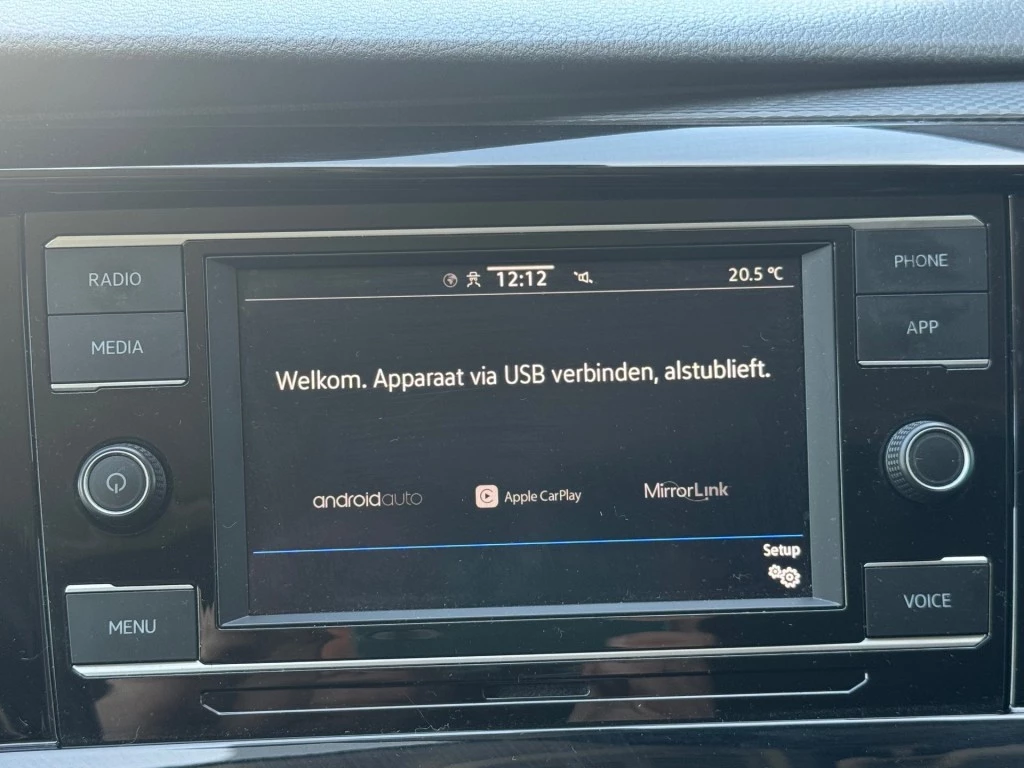 12:12
20.5 °C
RADIO
MEDIA
PHONE
APP
Welkom. Apparaat via USB verbinden, alstublieft.
androidauto
Apple CarPlay
MirrorLink
Setup
MENU
VOICE